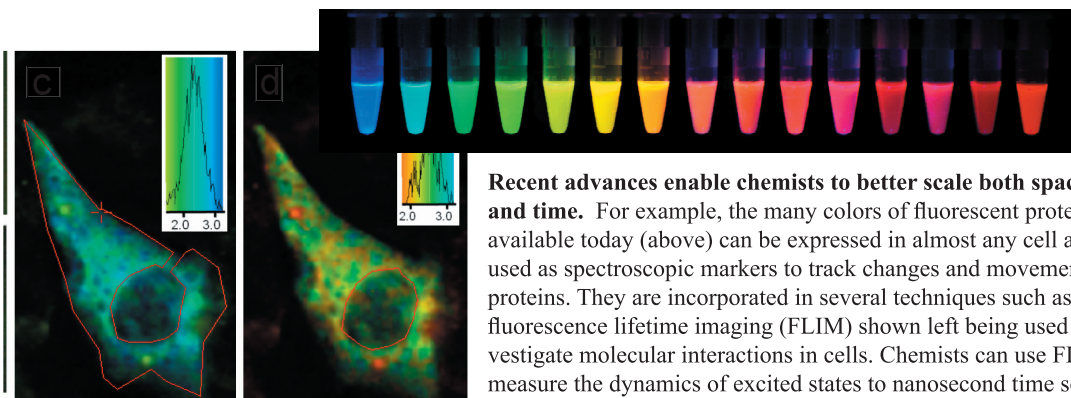 c
d
2.0 3.0
2.0 3.0
Recent advances enable chemists to better scale both spac
and time. For example, the many colors of fluorescent prote
available today (above) can be expressed in almost any cell a
used as spectroscopic markers to track changes and movemen
proteins. They are incorporated in several techniques such as
fluorescence lifetime imaging (FLIM) shown left being used
vestigate molecular interactions in cells. Chemists can use FL
measure the dynamics of excited states to nanosecond time sc